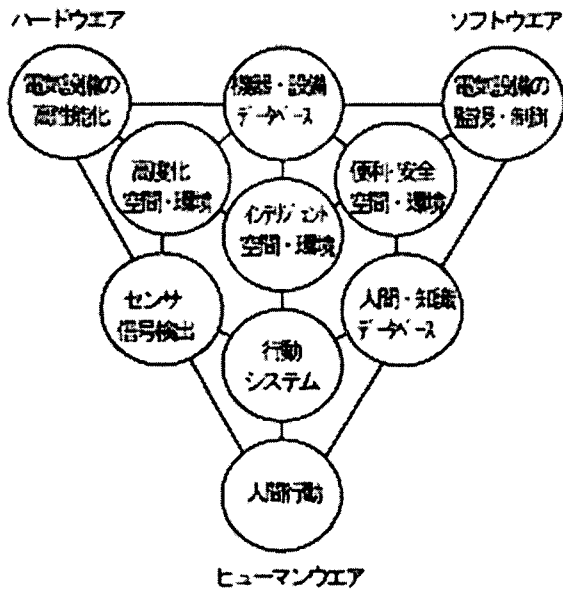 ハードウエア
ソフトウエア
電気設備の
高性能化
機器・設備
データベース
電気設備の
監視・制御
高度化
空間・環境
便利・安全
空間・環境
インテリジェント
空間・環境
センサ
信号検出
人間・知識
データベース
行動
システム
人間行動
ヒューマンウエア